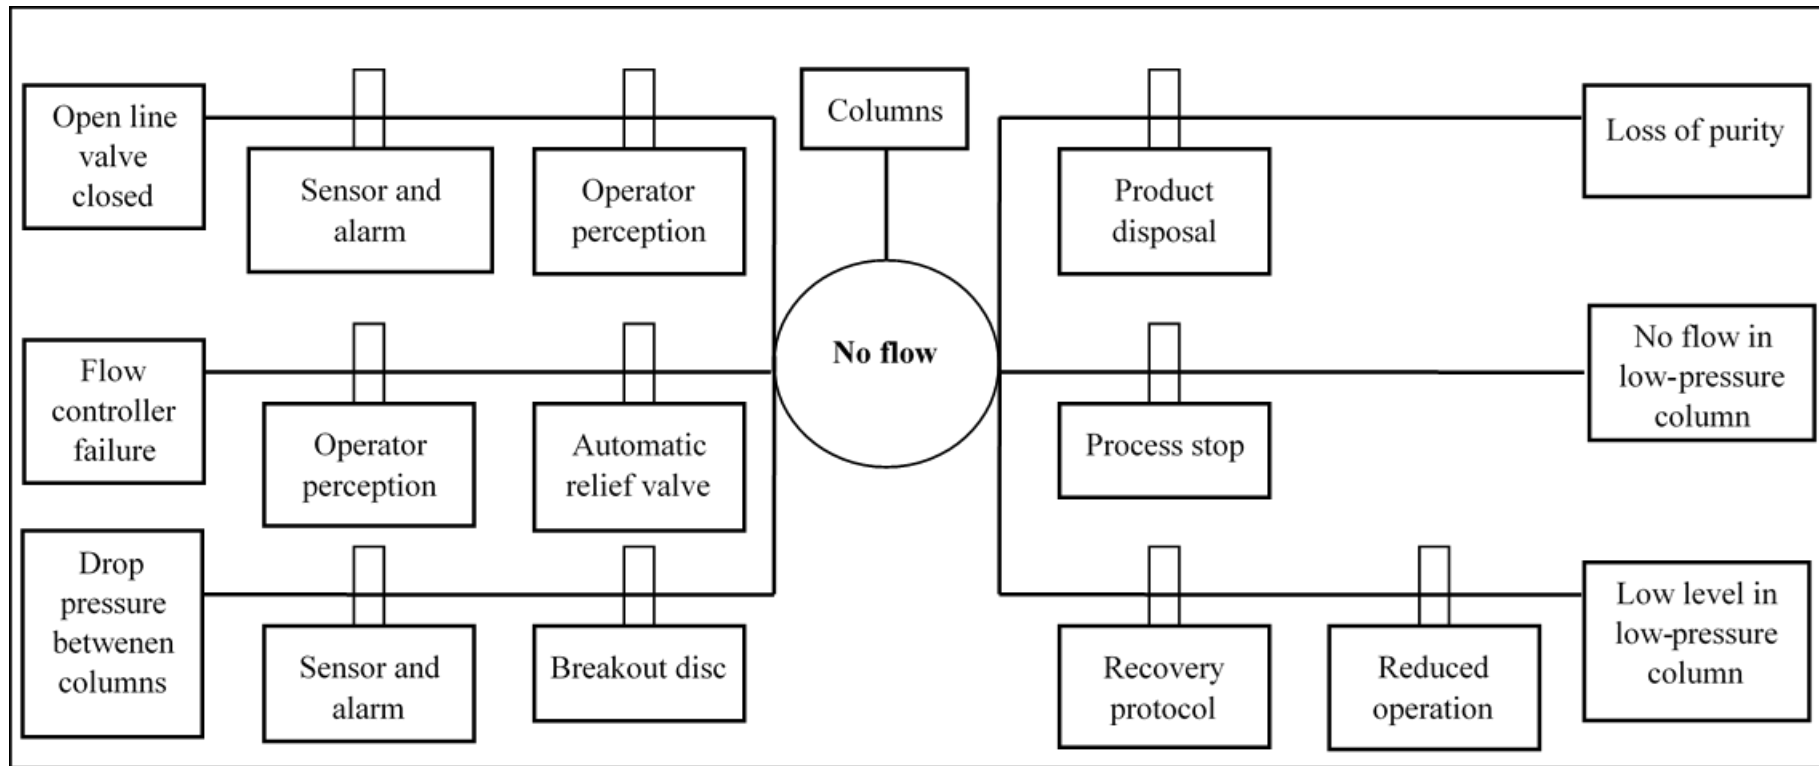 Open line
valve
closed
Sensor and
alarm
Operator
perception
Columns
Product
disposal
Loss of purity
Flow
controller
failure
Operator
perception
Automatic
relief valve
No flow
Process stop
No flow in
low-pressure
column
Drop
pressure
betwenen
columns
Sensor and
alarm
Breakout disc
Recovery
protocol
Reduced
operation
Low level in
low-pressure
column